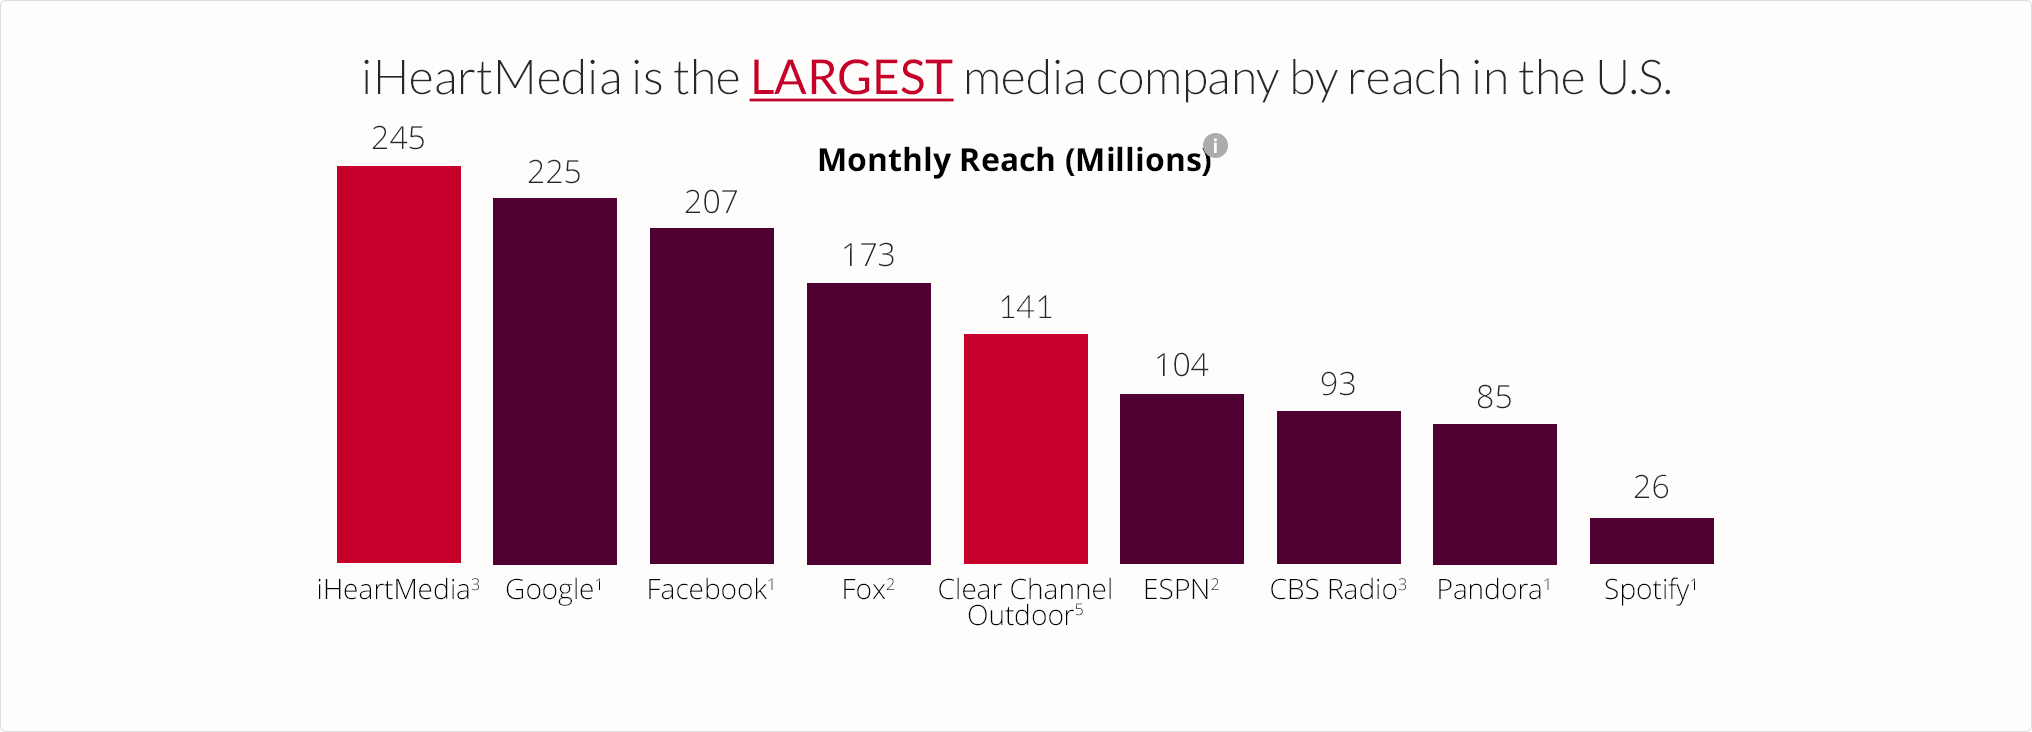 iHeartMedia is the LARGEST media company by reach in the U.S.
Monthly Reach (Millions) i
245
225
207
173
141
104
93
85
26
iHeartMedia³
Google¹
Facebook¹
Fox²
Clear Channel
Outdoor⁵
ESPN²
CBS Radio³
Pandora¹
Spotify¹